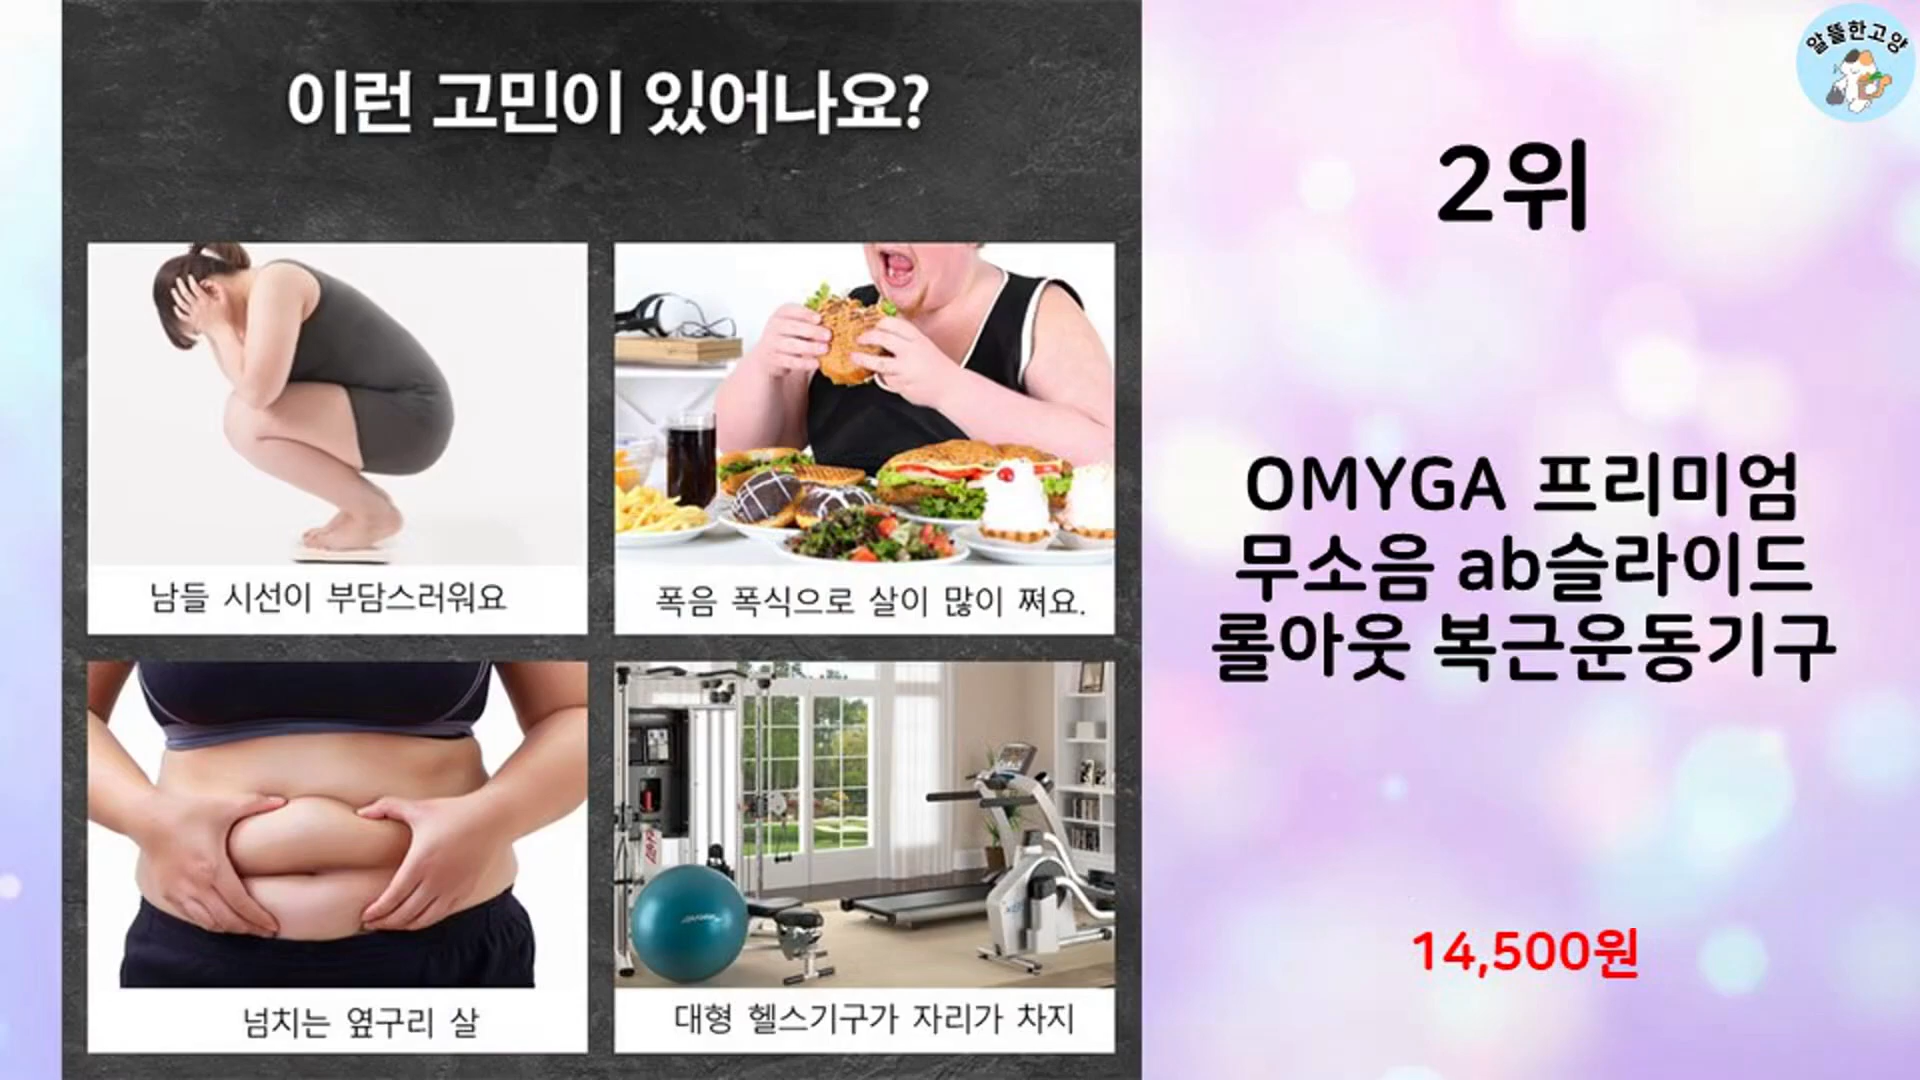 이런 고민이 있어나요?
남들 시선이 부담스러워요
폭음 폭식으로 살이 많이 쪄요.
넘치는 옆구리 살
대형 헬스기구가 자리가 차지
알뜰한고양
2위
OMYGA 프리미엄
무소음 ab슬라이드
롤아웃 복근운동기구
14,500원